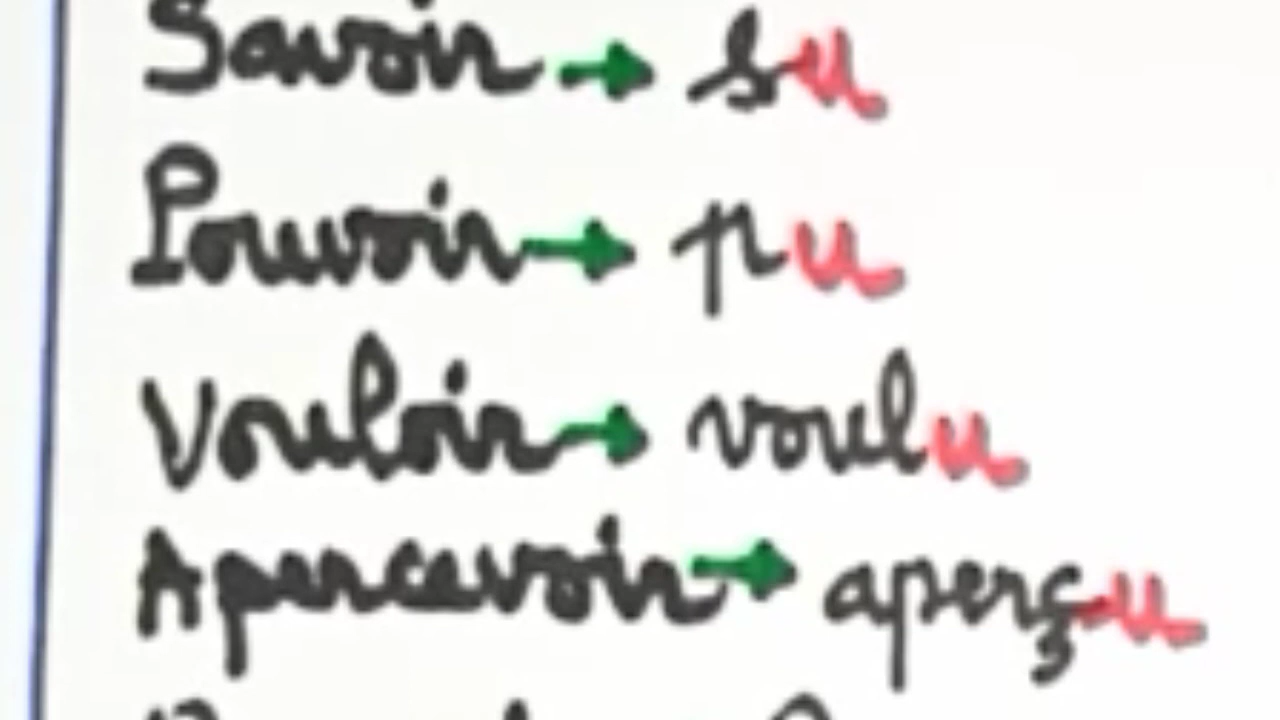 Savoir → su
Pouvoir → pu
Vouloir → voulu
Apercevoir → aperçu